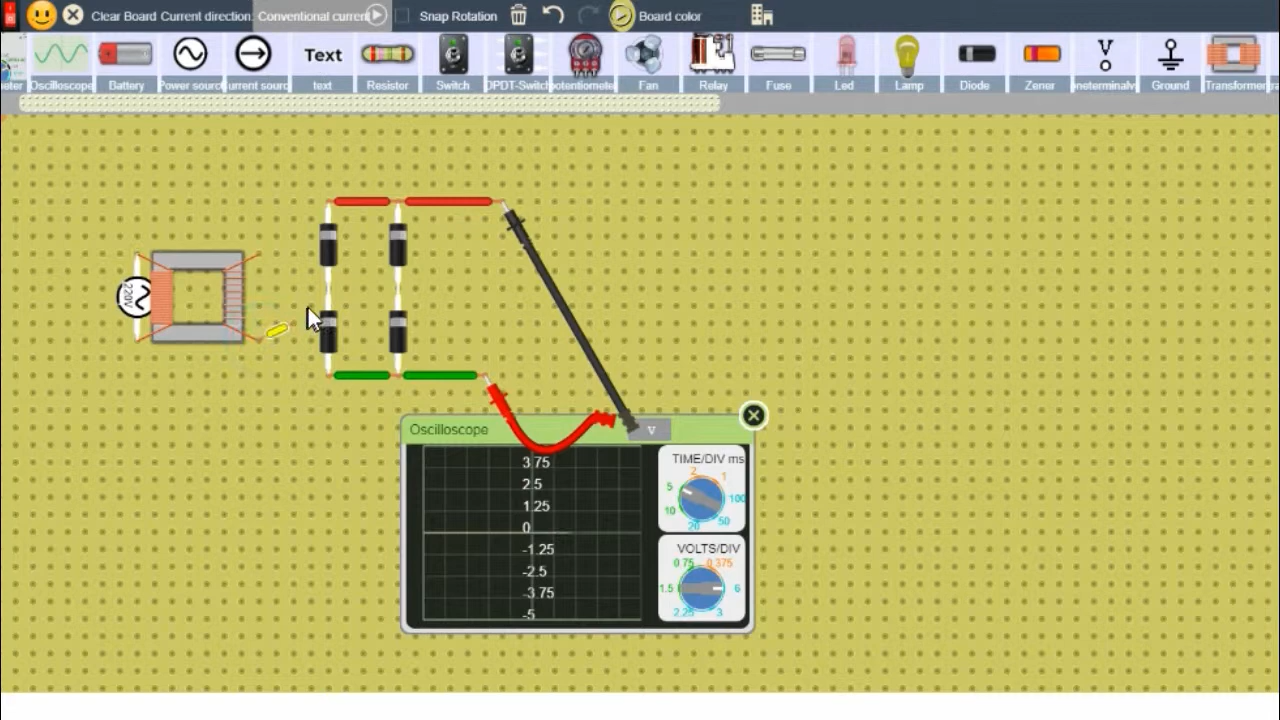 Clear Board Current direction: Conventional current Snap Rotation Board color
Text
Oscilloscope Battery Power sourc text Resistor Switch DPDT-Switch potentiomete Fan Relay Fuse Led Lamp Diode Zener Ground Transformer
220V
Oscilloscope V
3.75
2.5
1.25
0
-1.25
-2.5
-3.75
-5
TIME/DIV ms
2 1
5 100
10 50
20
VOLTS/DIV
0.75 0.375
1.5 6
2.25 3